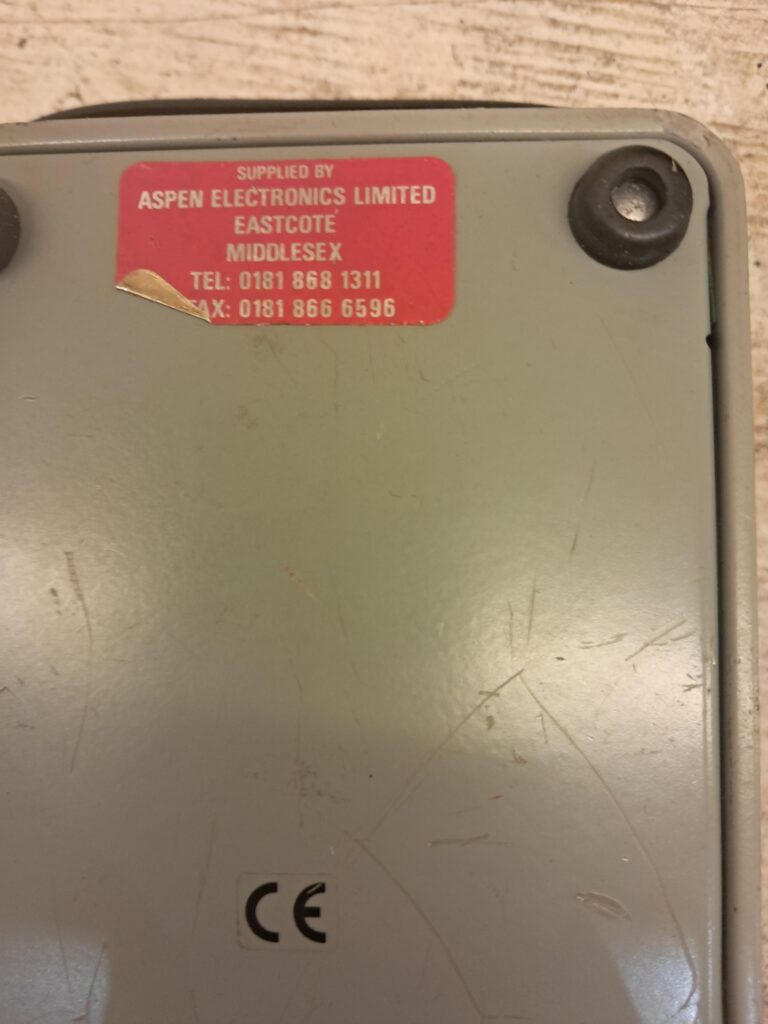 SUPPLIED BY
ASPEN ELECTRONICS LIMITED
EASTCOTE
MIDDLESEX
TEL: 0181 868 1311
AX: 0181 866 6596
CE